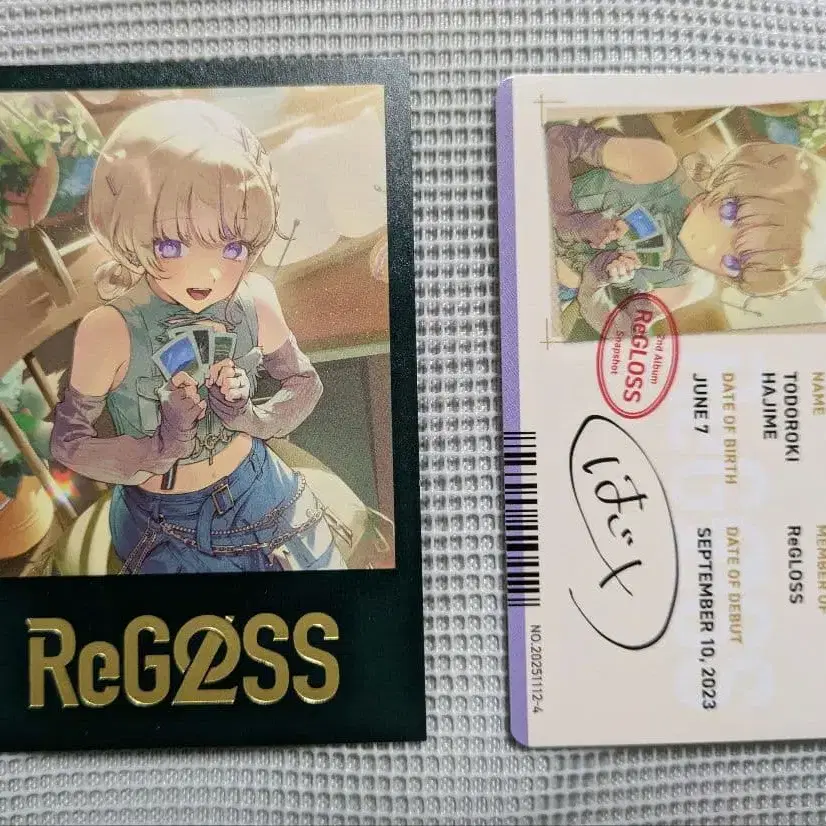 ReG2SS
2nd Album
ReGLOSS
Snapshot
NAME
TODOROKI
HAJIME
DATE OF BIRTH
JUNE 7
MEMBER OF
ReGLOSS
DATE OF DEBUT
SEPTEMBER 10, 2023
はじめ
NO.20251112-4